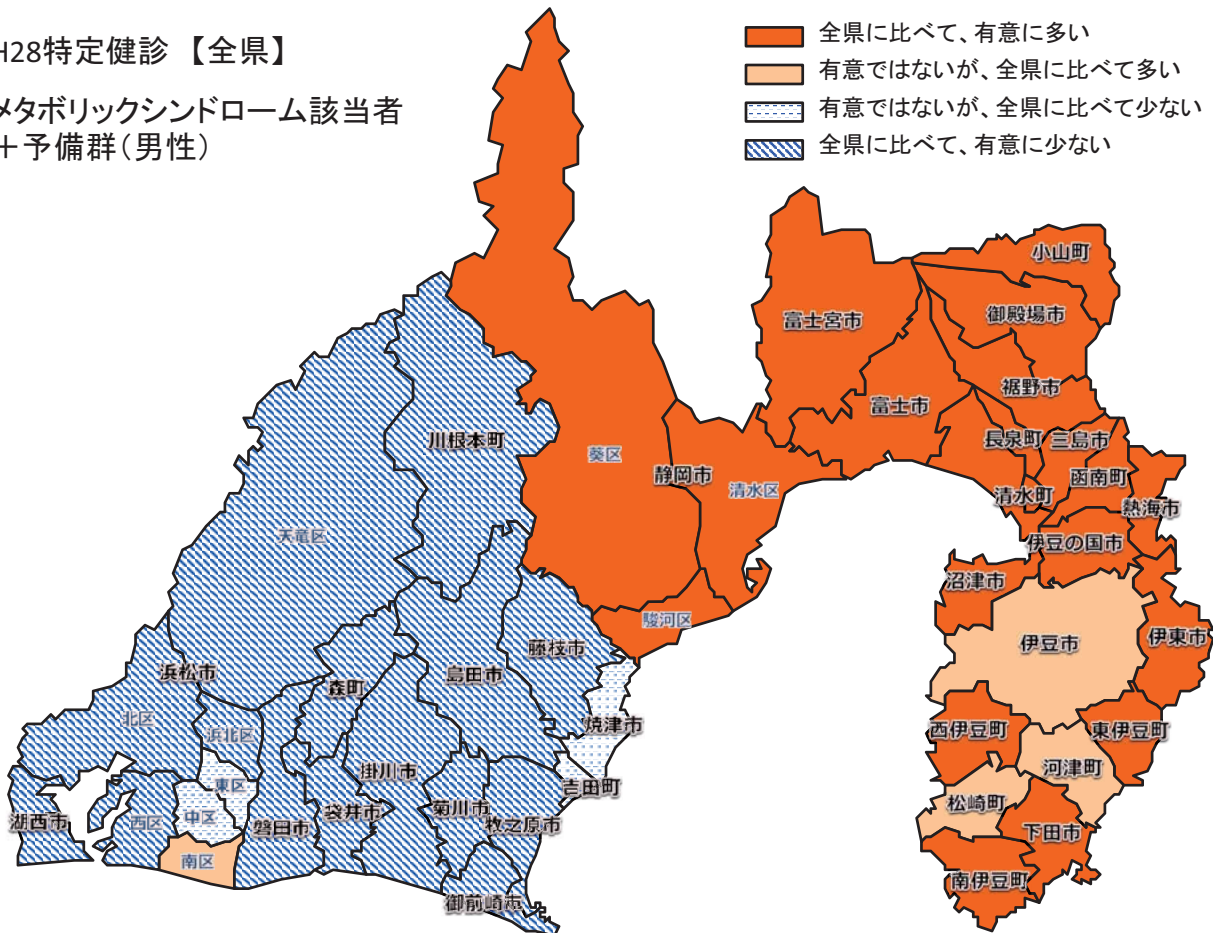 H28特定健診 【全県】
メタボリックシンドローム該当者
＋予備群（男性）
全県に比べて、有意に多い
有意ではないが、全県に比べて多い
有意ではないが、全県に比べて少ない
全県に比べて、有意に少ない
小山町
御殿場市
富士宮市
裾野市
富士市
長泉町
三島市
川根本町
葵区
静岡市
清水区
函南町
清水町
熱海市
天竜区
伊豆の国市
沼津市
駿河区
藤枝市
伊豆市
伊東市
浜松市
島田市
森町
北区
浜北区
焼津市
西伊豆町
東伊豆町
掛川市
河津町
東区
吉田町
湖西市
西区
中区
磐田市
袋井市
菊川市
牧之原市
松崎町
下田市
南区
南伊豆町
御前崎市